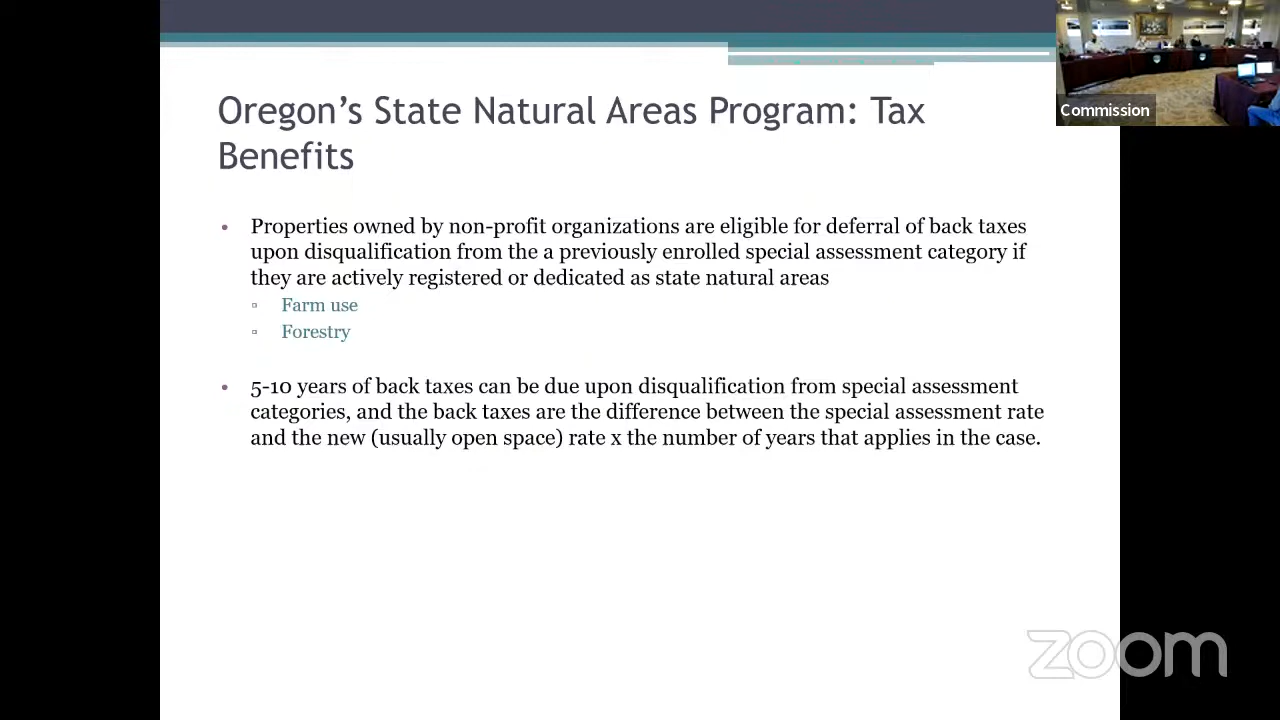 Oregon's State Natural Areas Program: Tax
Benefits
Commission
• Properties owned by non-profit organizations are eligible for deferral of back taxes
upon disqualification from the a previously enrolled special assessment category if
they are actively registered or dedicated as state natural areas
▫ Farm use
▫ Forestry
• 5-10 years of back taxes can be due upon disqualification from special assessment
categories, and the back taxes are the difference between the special assessment rate
and the new (usually open space) rate x the number of years that applies in the case.
zoom